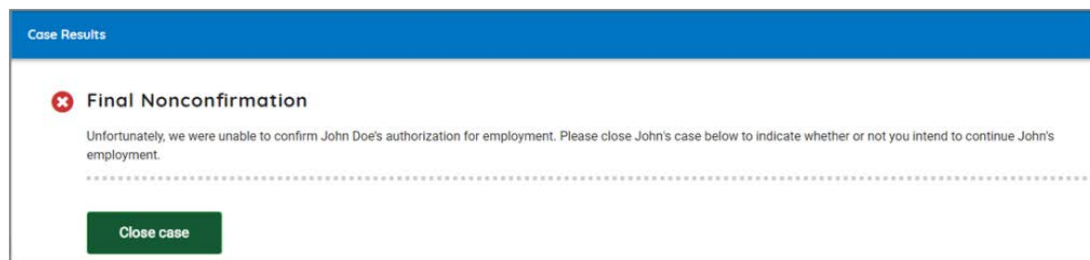 Case Results
Final Nonconfirmation
Unfortunately, we were unable to confirm John Doe's authorization for employment. Please close John's case below to indicate whether or not you intend to continue John's
employment.
Close case